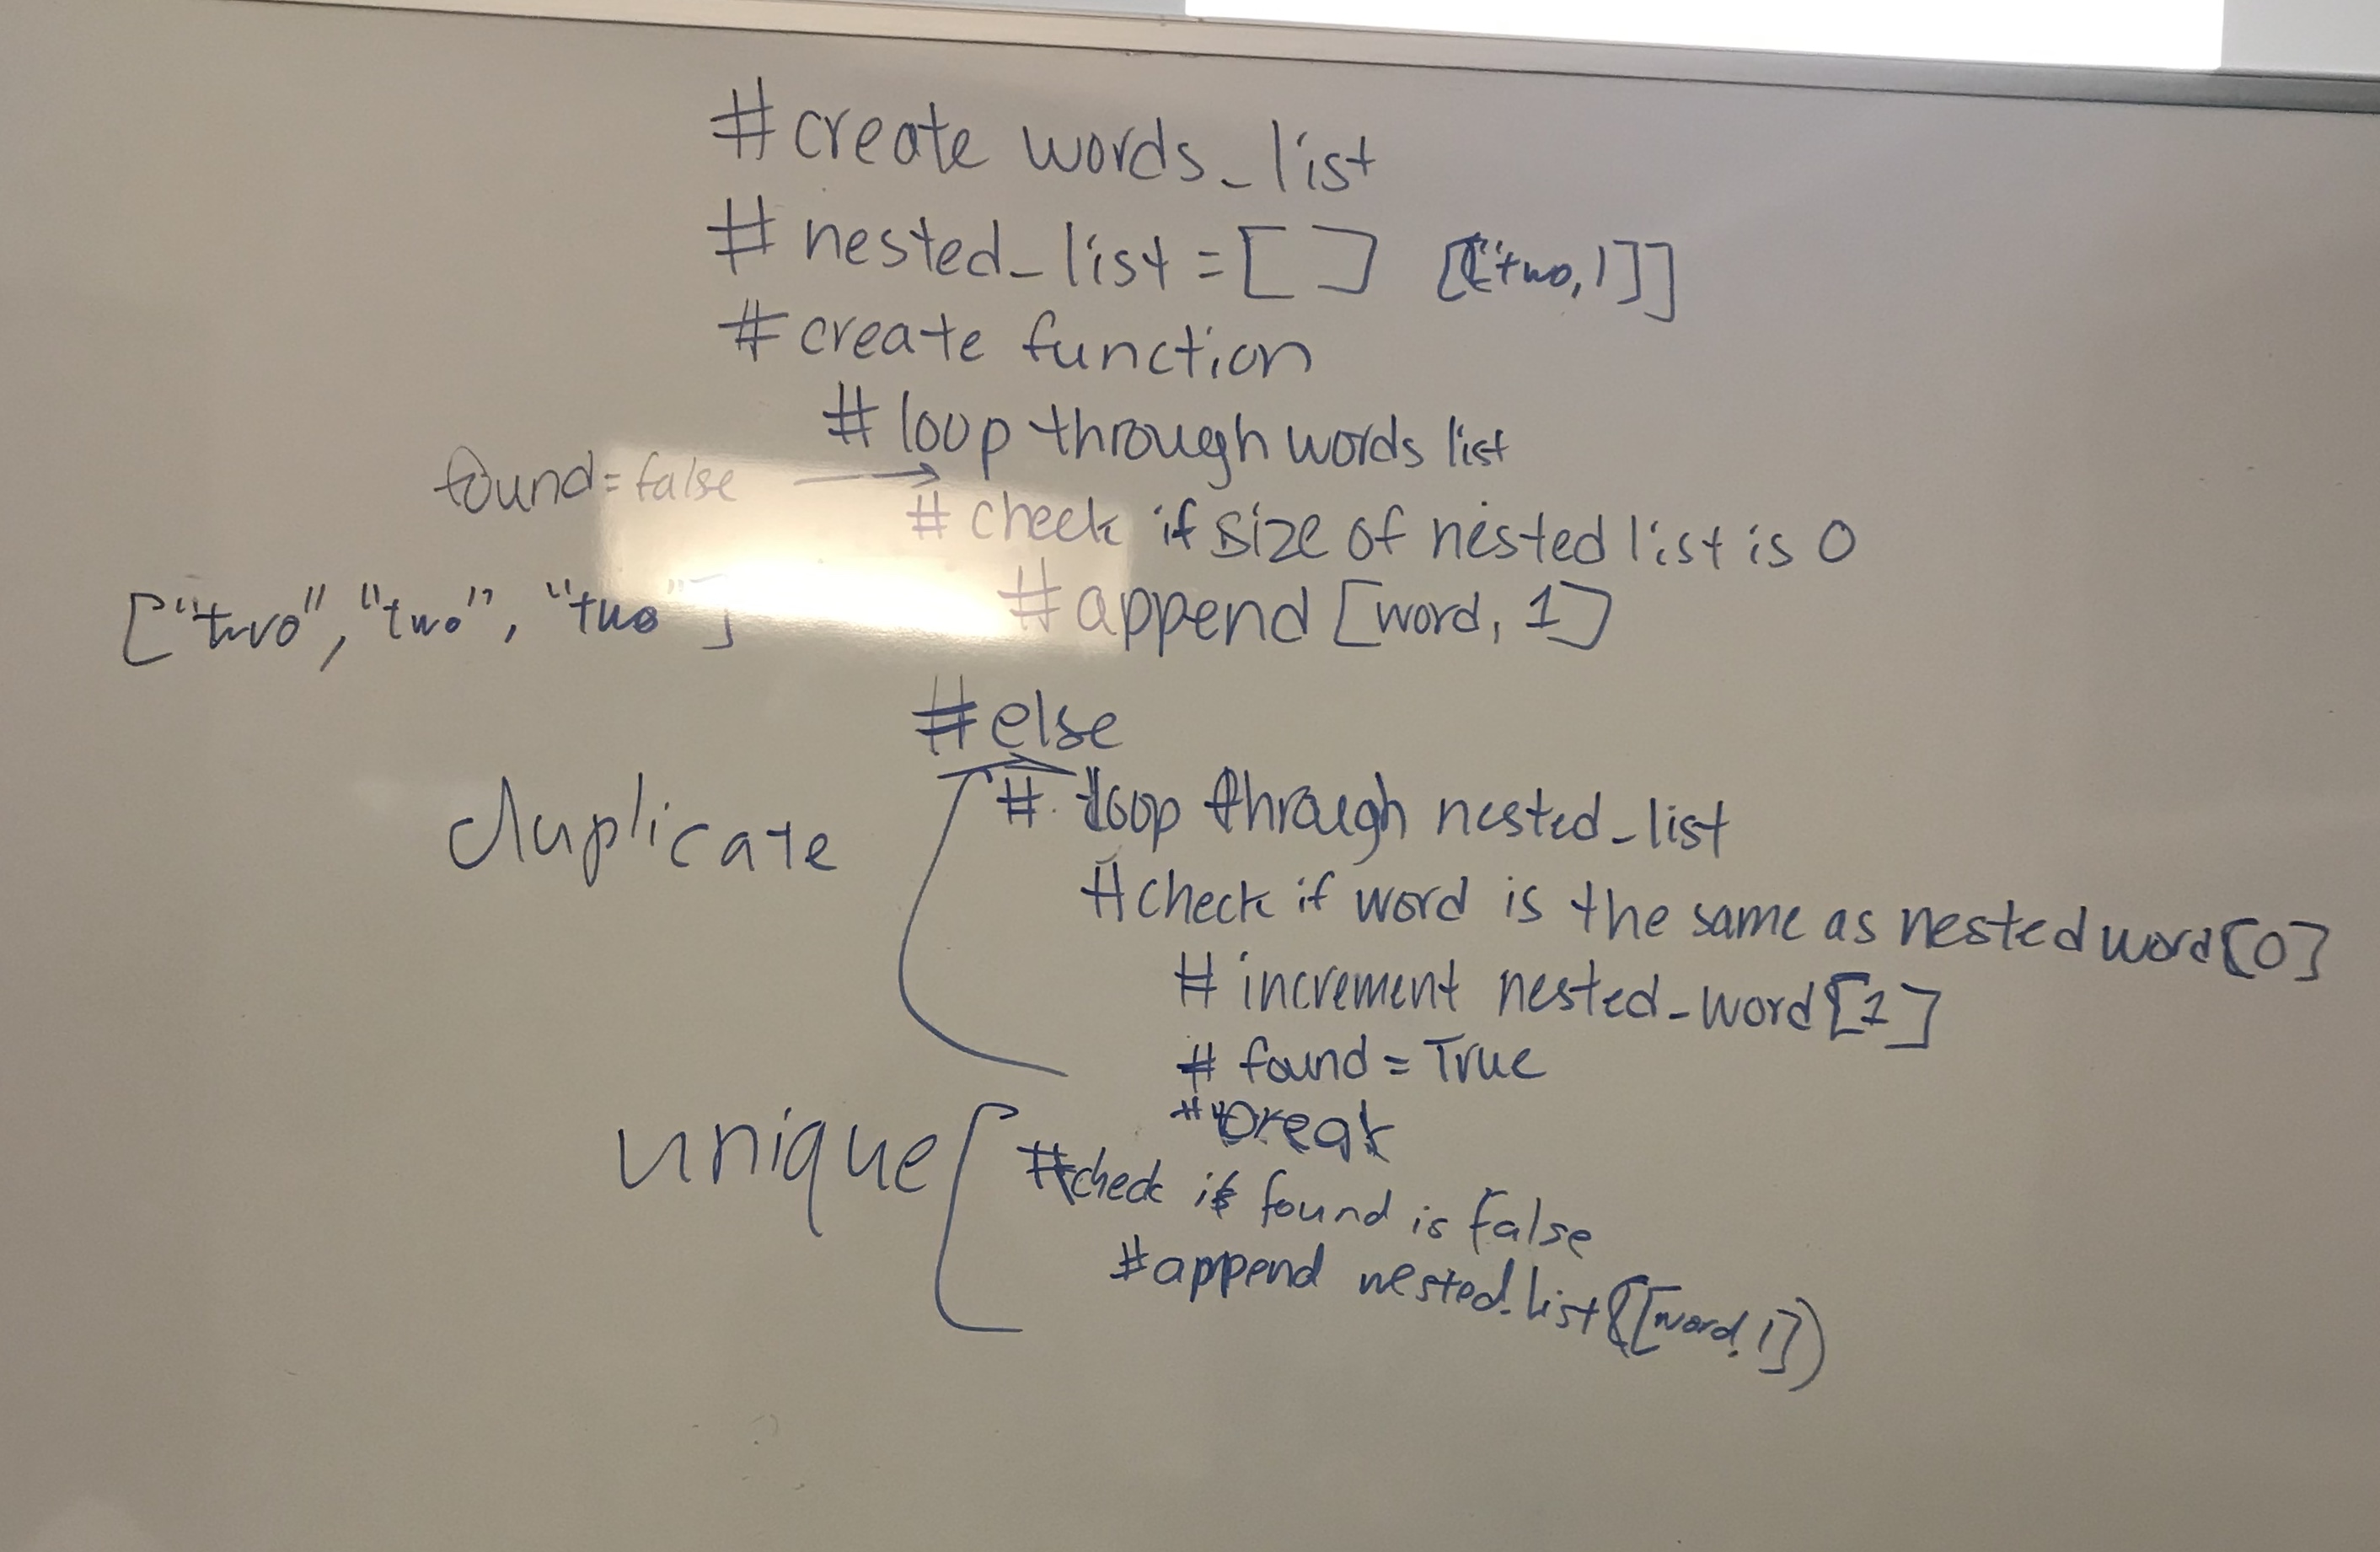 #create words_list
# nested_list = [ ] [["two, 1]]
#create function
# loop through words list
found = false →
# check if size of nested list is 0
["two", "two", "two"]
#append [word, 1]
#else
duplicate
# loop through nested_list
#check if word is the same as nested word[0]
# increment nested_word[1]
# found = True
#break
unique
#check if found is false
#append nested_list([word, 1])